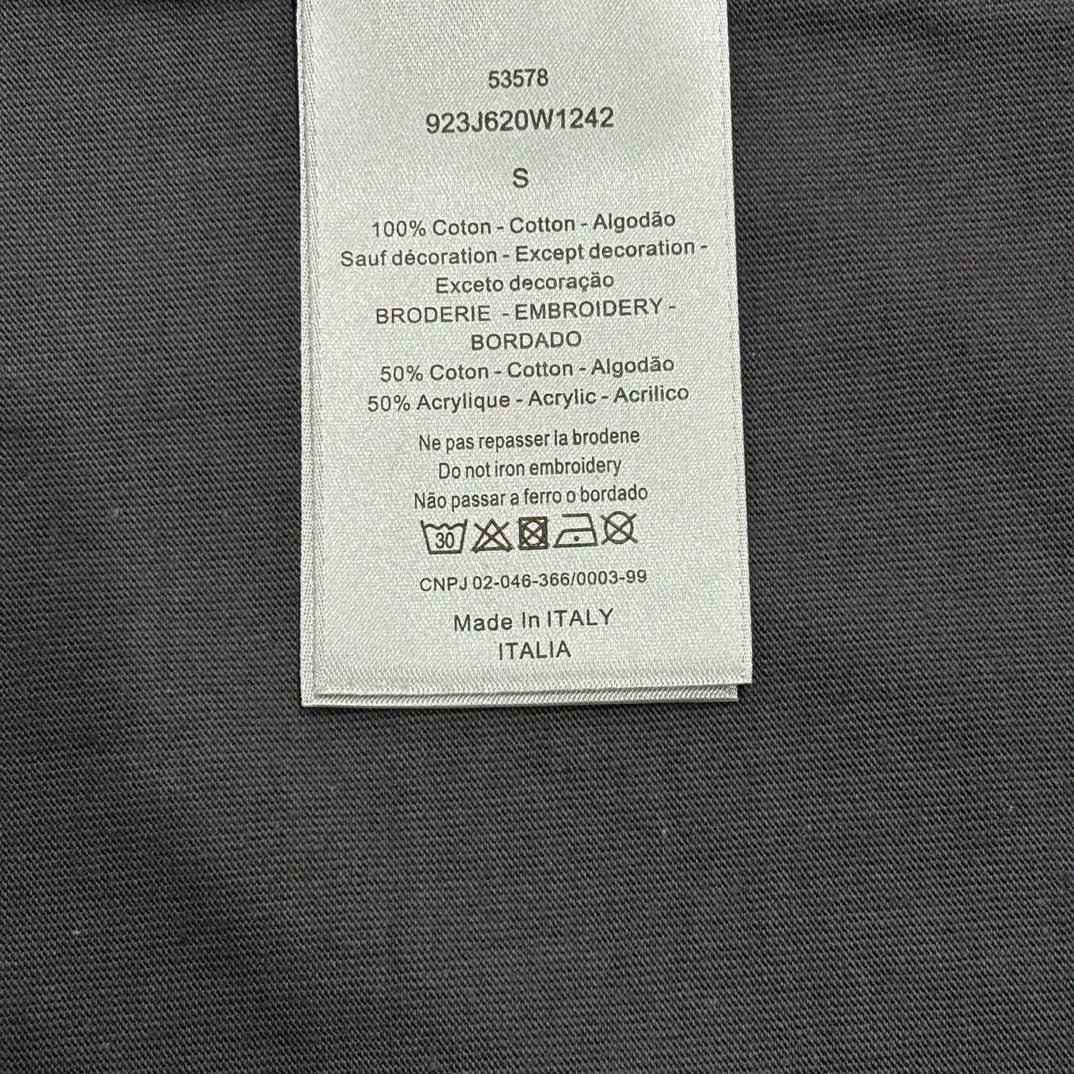 53578
923J620W1242
S
100% Coton - Cotton - Algodão
Sauf décoration - Except decoration -
Exceto decoração
BRODERIE - EMBROIDERY -
BORDADO
50% Coton - Cotton - Algodão
50% Acrylique - Acrylic - Acrilico
Ne pas repasser la brodene
Do not iron embroidery
Não passar a ferro o bordado
30
CNPJ 02-046-366/0003-99
Made In ITALY
ITALIA